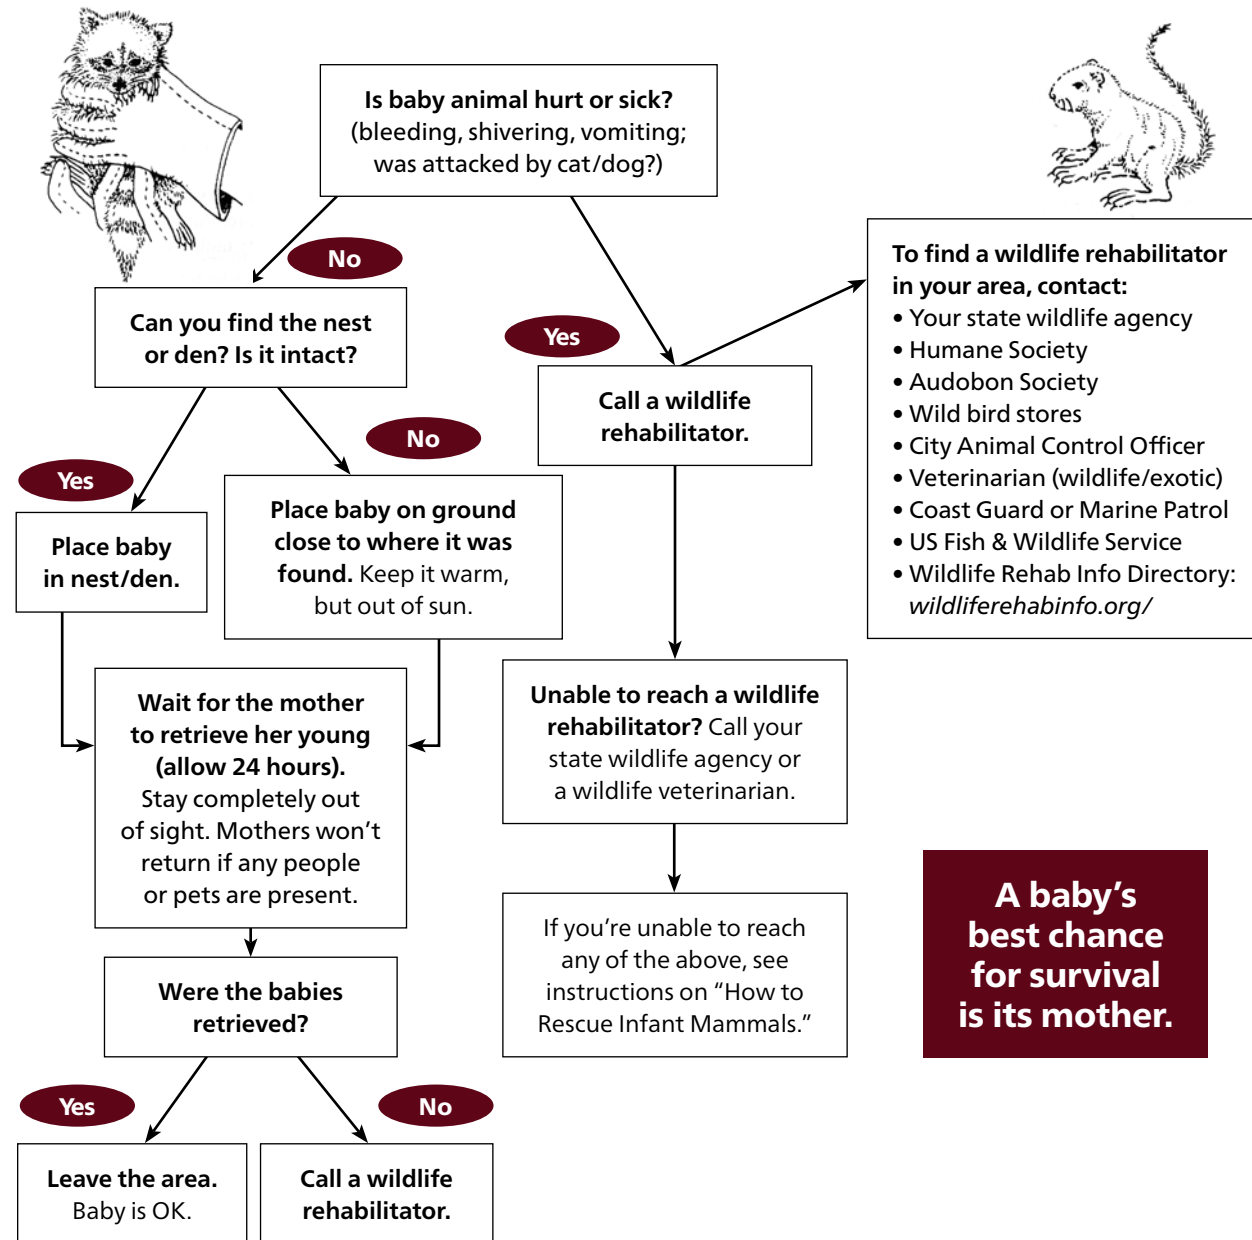 Is baby animal hurt or sick?
(bleeding, shivering, vomiting;
was attacked by cat/dog?)
No
Yes
Can you find the nest
or den? Is it intact?
Yes
No
Place baby
in nest/den.
Place baby on ground
close to where it was
found. Keep it warm,
but out of sun.
Wait for the mother
to retrieve her young
(allow 24 hours).
Stay completely out
of sight. Mothers won’t
return if any people
or pets are present.
Were the babies
retrieved?
Yes
No
Leave the area.
Baby is OK.
Call a wildlife
rehabilitator.
Call a wildlife
rehabilitator.
Unable to reach a wildlife
rehabilitator? Call your
state wildlife agency or
a wildlife veterinarian.
If you’re unable to reach
any of the above, see
instructions on “How to
Rescue Infant Mammals.”
To find a wildlife rehabilitator
in your area, contact:
• Your state wildlife agency
• Humane Society
• Audobon Society
• Wild bird stores
• City Animal Control Officer
• Veterinarian (wildlife/exotic)
• Coast Guard or Marine Patrol
• US Fish & Wildlife Service
• Wildlife Rehab Info Directory:
wildliferehabinfo.org/
A baby’s
best chance
for survival
is its mother.